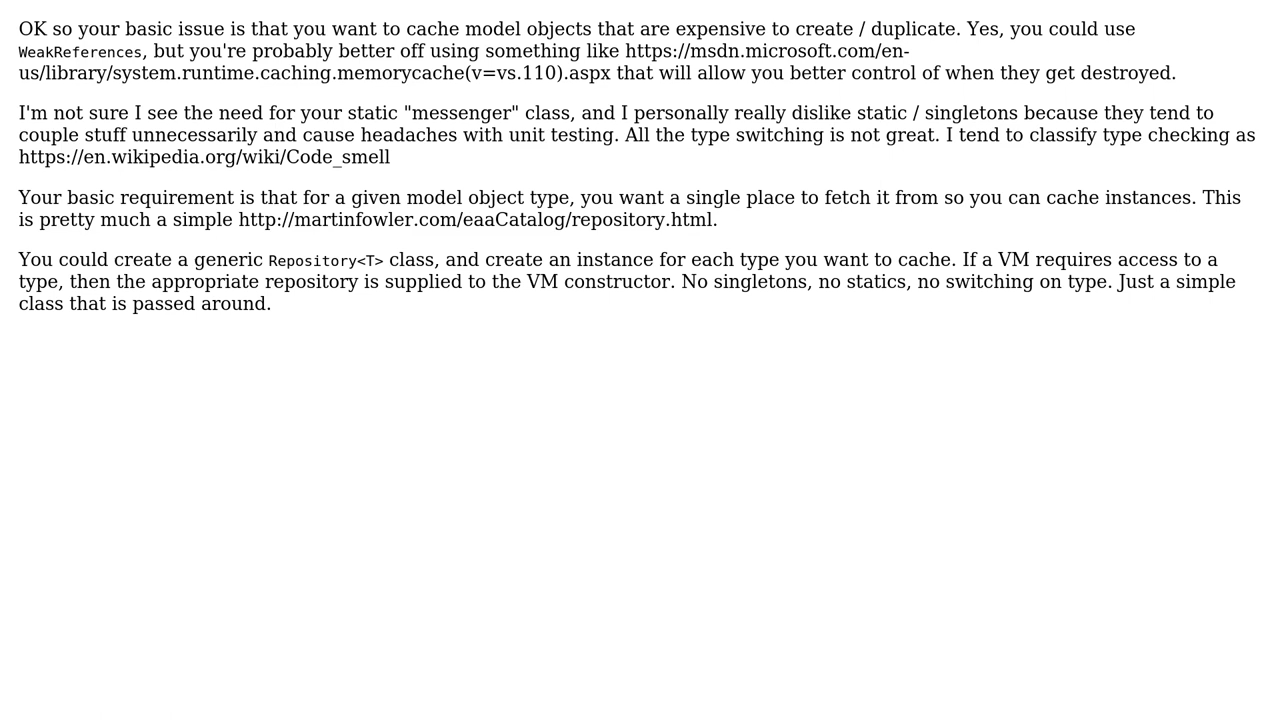 OK so your basic issue is that you want to cache model objects that are expensive to create / duplicate. Yes, you could use
WeakReferences, but you're probably better off using something like https://msdn.microsoft.com/en-
us/library/system.runtime.caching.memorycache(v=vs.110).aspx that will allow you better control of when they get destroyed.
I'm not sure I see the need for your static "messenger" class, and I personally really dislike static / singletons because they tend to
couple stuff unnecessarily and cause headaches with unit testing. All the type switching is not great. I tend to classify type checking as
https://en.wikipedia.org/wiki/Code_smell
Your basic requirement is that for a given model object type, you want a single place to fetch it from so you can cache instances. This
is pretty much a simple http://martinfowler.com/eaaCatalog/repository.html.
You could create a generic Repository<T> class, and create an instance for each type you want to cache. If a VM requires access to a
type, then the appropriate repository is supplied to the VM constructor. No singletons, no statics, no switching on type. Just a simple
class that is passed around.